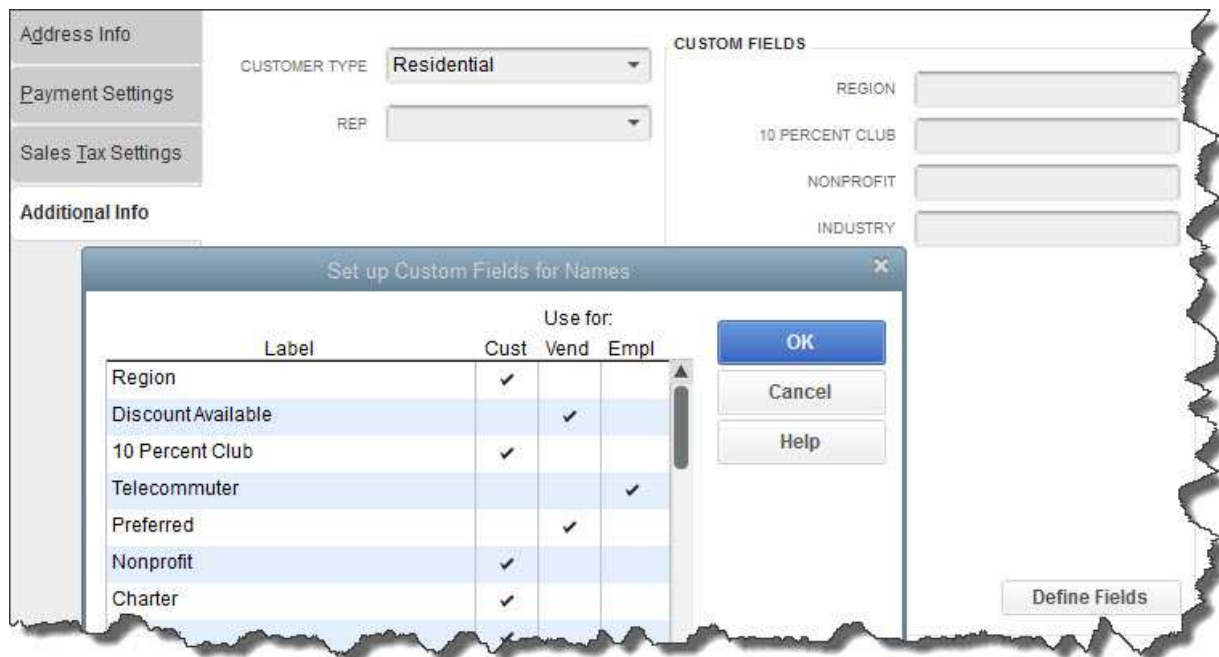 Address Info
Payment Settings
Sales Tax Settings
Additional Info
CUSTOMER TYPE Residential
REP
CUSTOM FIELDS
REGION
10 PERCENT CLUB
NONPROFIT
INDUSTRY
Set up Custom Fields for Names
Use for:
Label Cust Vend Empl
Region
Discount Available
10 Percent Club
Telecommuter
Preferred
Nonprofit
Charter
OK
Cancel
Help
Define Fields